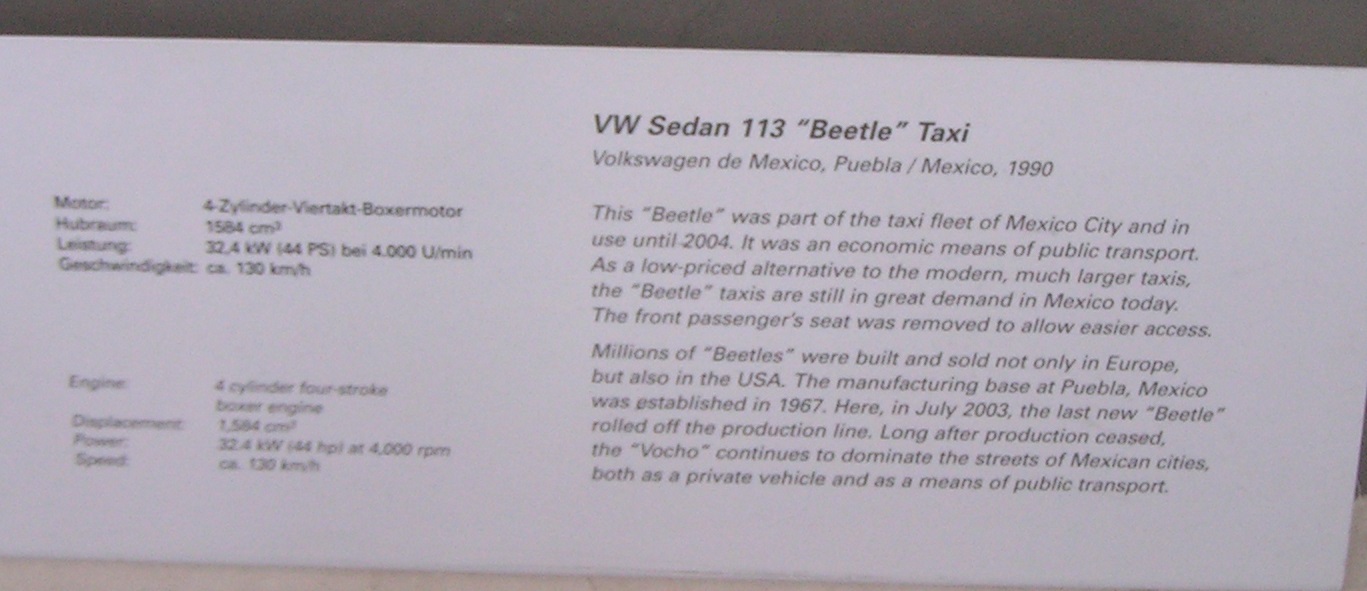 Motor: 4-Zylinder-Viertakt-Boxermotor
Hubraum: 1584 cm³
Leistung: 32,4 kW (44 PS) bei 4.000 U/min
Geschwindigkeit: ca. 130 km/h
Engine: 4 cylinder four-stroke
boxer engine
Displacement: 1,584 cm³
Power: 32.4 kW (44 hp) at 4,000 rpm
Speed: ca. 130 km/h
VW Sedan 113 "Beetle" Taxi
Volkswagen de Mexico, Puebla / Mexico, 1990
This "Beetle" was part of the taxi fleet of Mexico City and in
use until 2004. It was an economic means of public transport.
As a low-priced alternative to the modern, much larger taxis,
the "Beetle" taxis are still in great demand in Mexico today.
The front passenger's seat was removed to allow easier access.
Millions of "Beetles" were built and sold not only in Europe,
but also in the USA. The manufacturing base at Puebla, Mexico
was established in 1967. Here, in July 2003, the last new "Beetle"
rolled off the production line. Long after production ceased,
the "Vocho" continues to dominate the streets of Mexican cities,
both as a private vehicle and as a means of public transport.